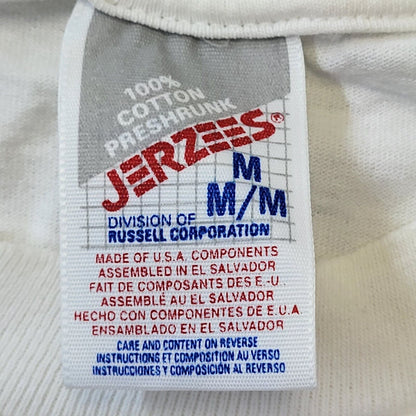 100%
COTTON
PRESHRUNK
JERZEES®
M
M/M
DIVISION OF
RUSSELL CORPORATION
MADE OF U.S.A. COMPONENTS
ASSEMBLED IN EL SALVADOR
FAIT DE COMPOSANTS DES E.-U.
ASSEMBLÉ AU EL SALVADOR
HECHO CON COMPONENTES DE E.U.A
ENSAMBLADO EN EL SALVADOR
CARE AND CONTENT ON REVERSE
INSTRUCTIONS ET COMPOSITION AU VERSO
INSTRUCCIONES Y COMPOSICIÓN AL REVERSO